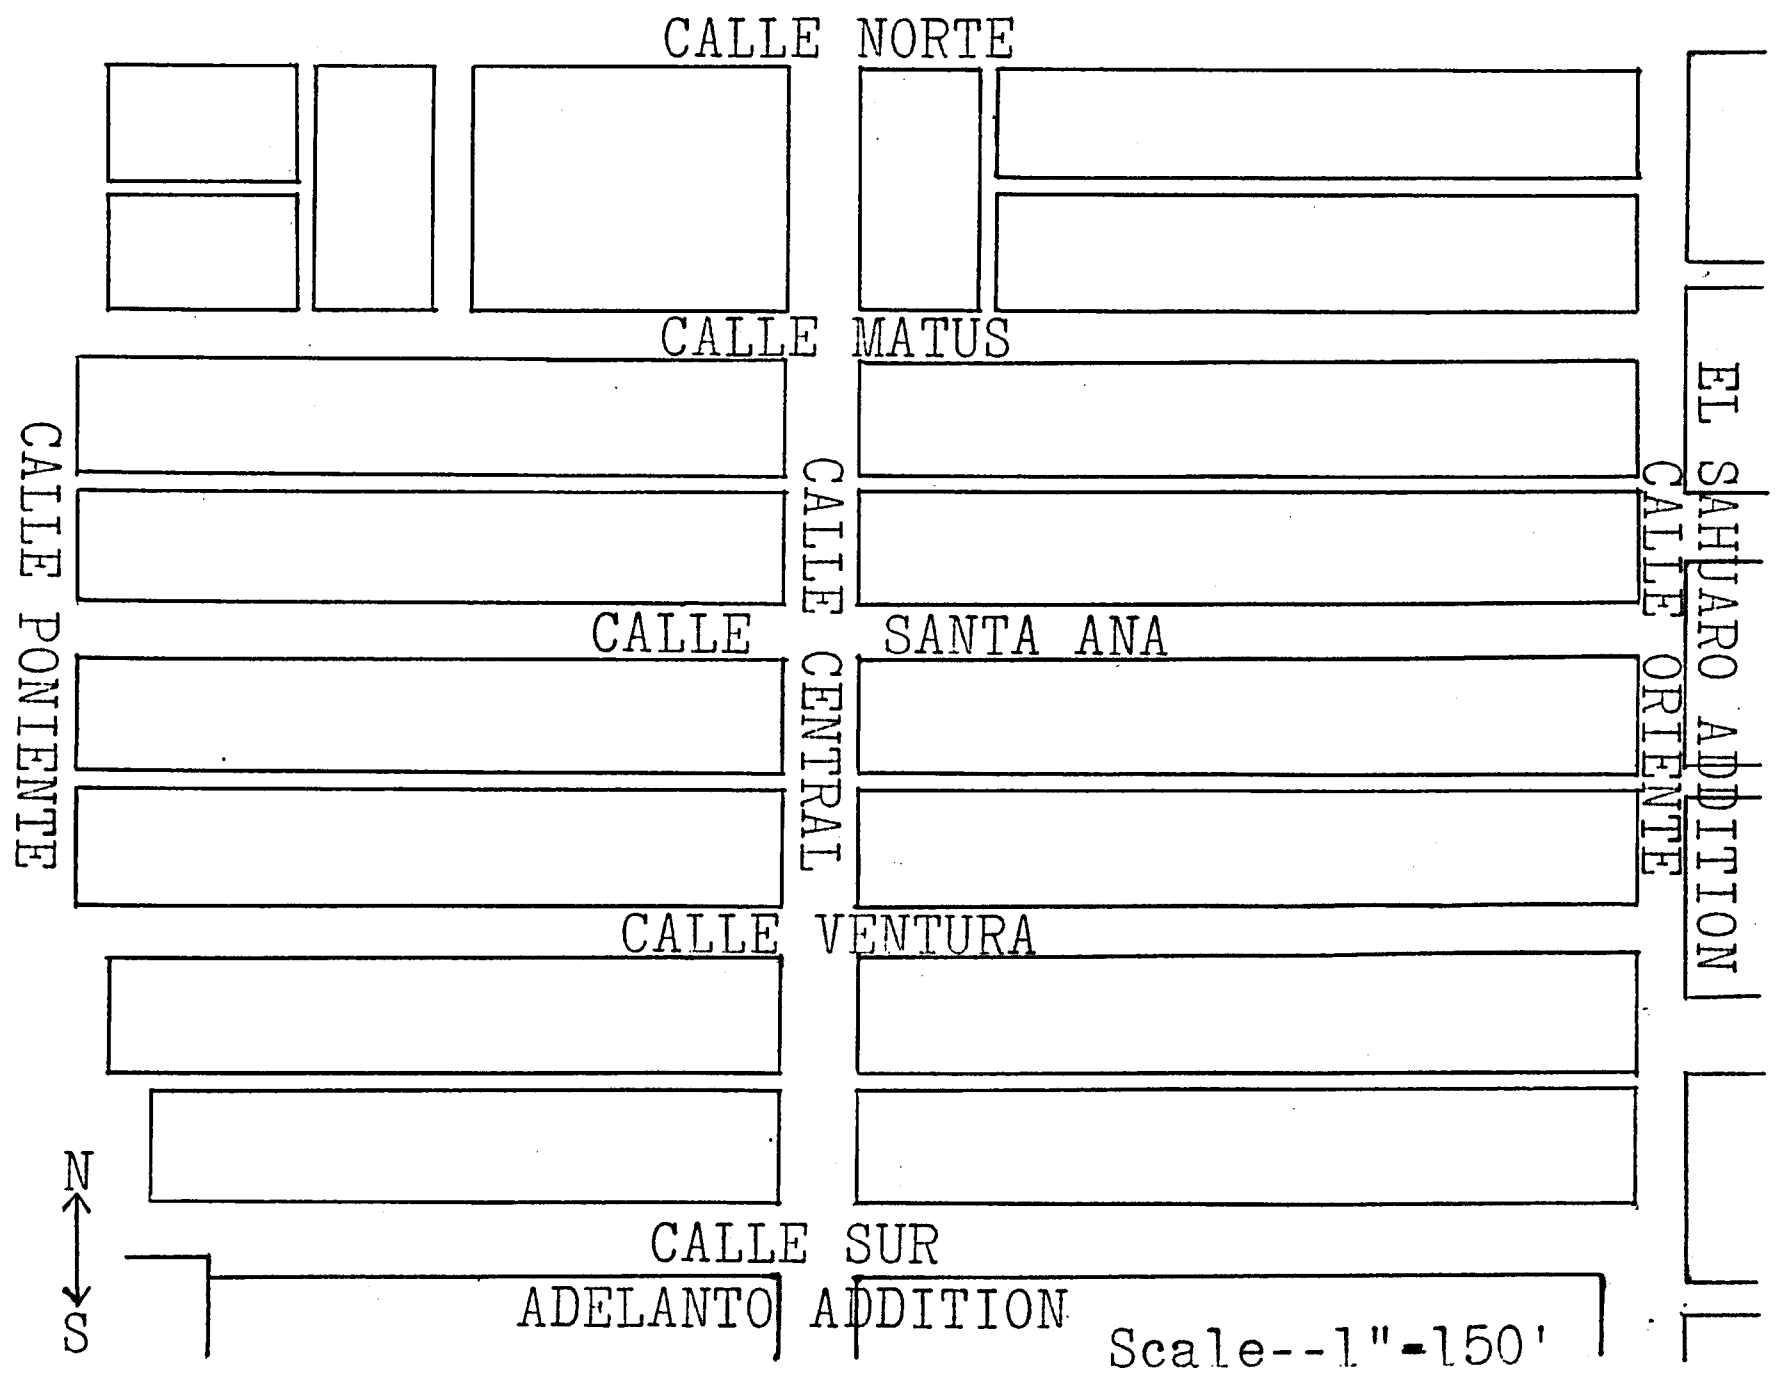 CALLE NORTE
CALLE MATUS
CALLE PONIENTE
CALLE CENTRAL
CALLE ORIENTE
EL SAHUARO ADDITION
CALLE SANTA ANA
CALLE VENTURA
N
S
CALLE SUR
ADELANTO ADDITION
Scale--1"=150'